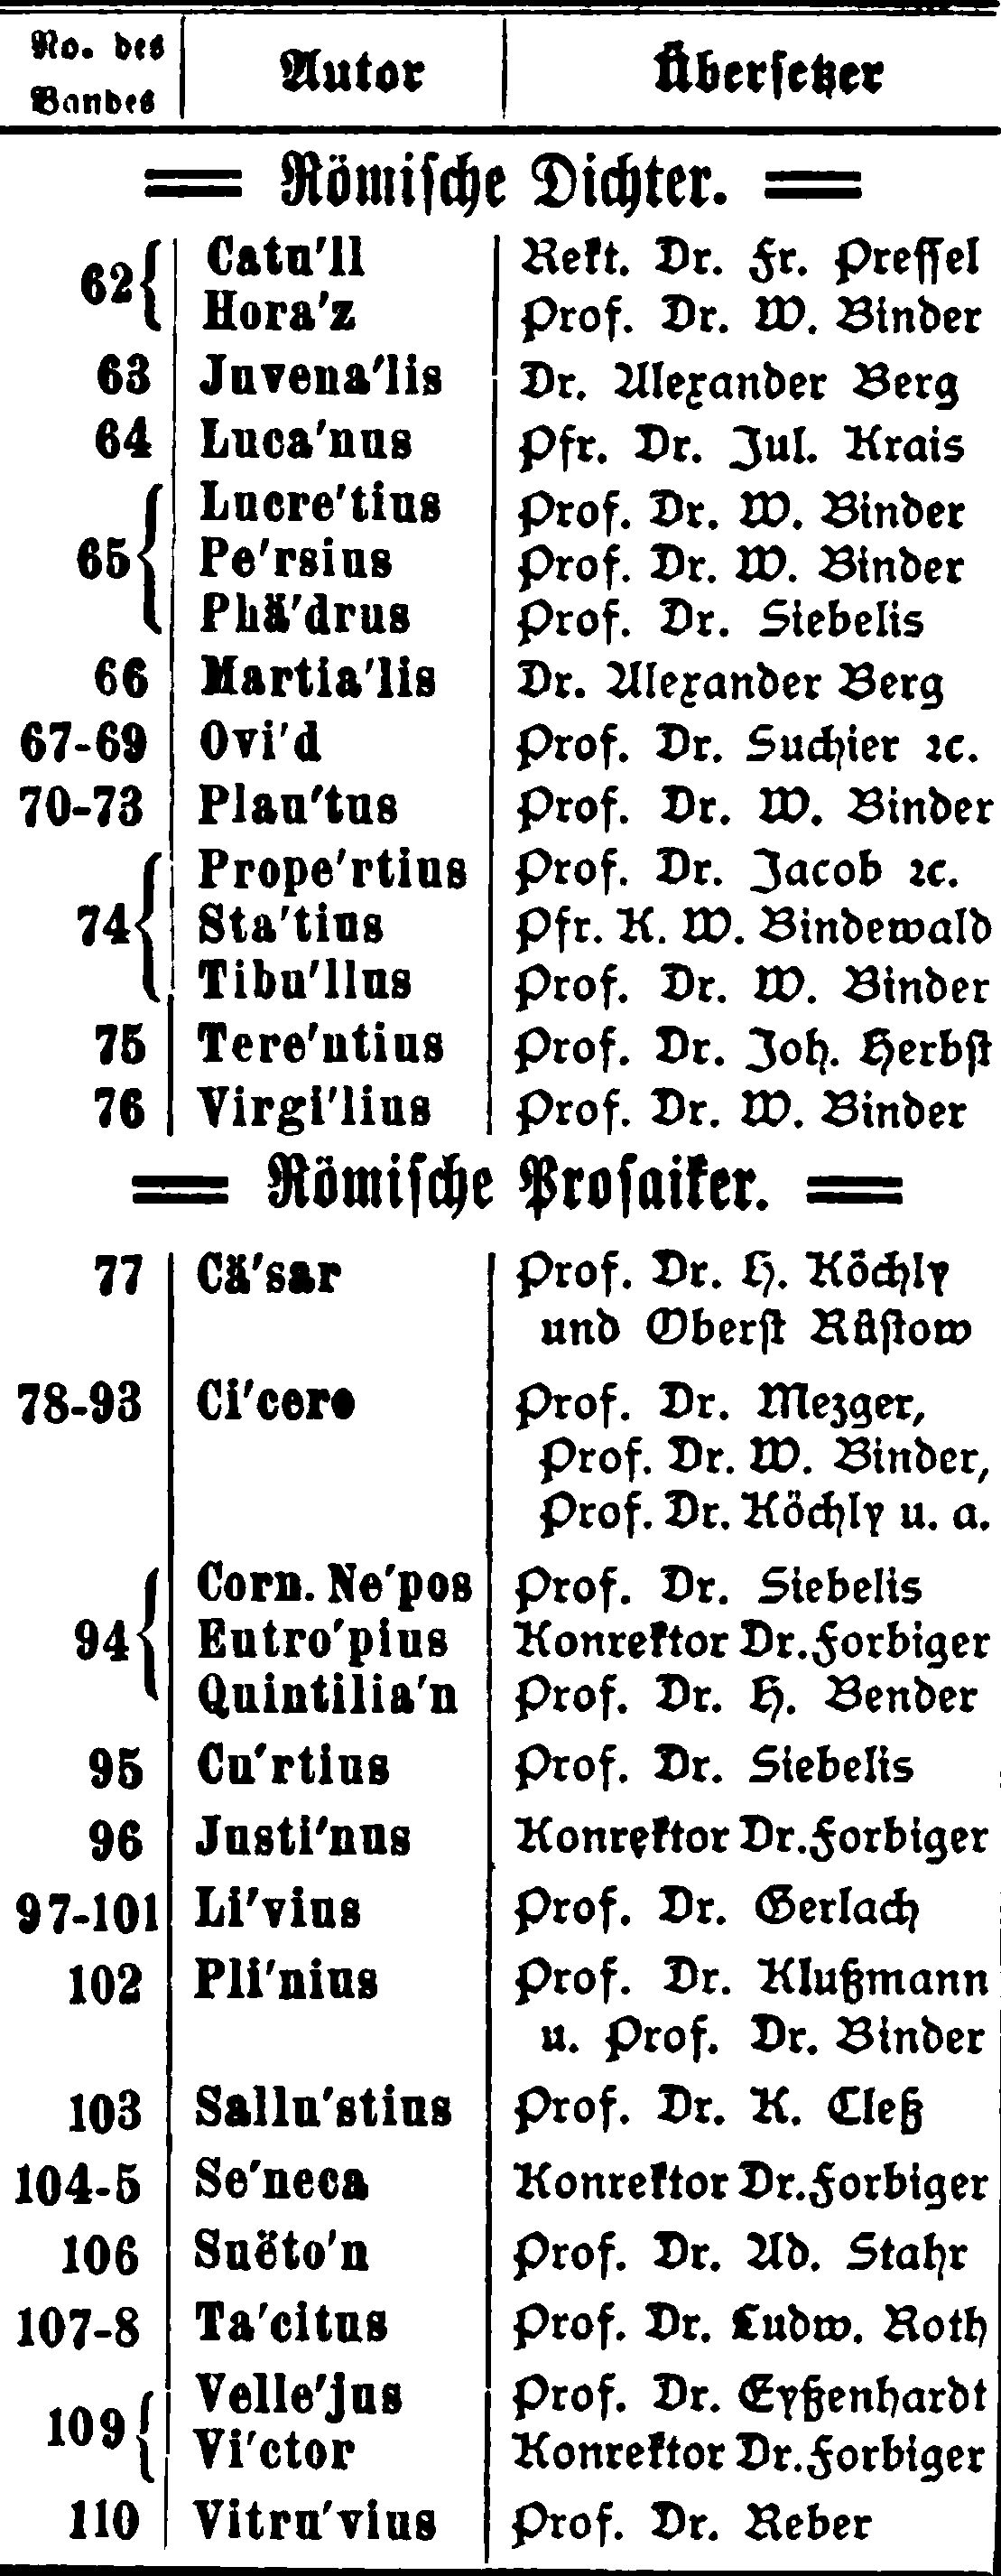 No. des Bandes | Autor | Übersetzer
Römische Dichter.
62 { Catu'll | Rekt. Dr. Fr. Pressel
Hora'z | Prof. Dr. W. Binder
63 | Juvena'lis | Dr. Alexander Berg
64 | Luca'nus | Pfr. Dr. Jul. Krais
65 { Lucre'tius | Prof. Dr. W. Binder
Pe'rsius | Prof. Dr. W. Binder
Phä'drus | Prof. Dr. Siebelis
66 | Martia'lis | Dr. Alexander Berg
67-69 | Ovi'd | Prof. Dr. Suchier ꝛc.
70-73 | Plau'tus | Prof. Dr. W. Binder
74 { Prope'rtius | Prof. Dr. Jacob ꝛc.
Sta'tius | Pfr. K. W. Bindewald
Tibu'llus | Prof. Dr. W. Binder
75 | Tere'ntius | Prof. Dr. Joh. Herbst
76 | Virgi'lius | Prof. Dr. W. Binder
Römische Prosaiker.
77 | Cä'sar | Prof. Dr. H. Köchly
und Oberst Rüstow
78-93 | Ci'cero | Prof. Dr. Mezger,
Prof. Dr. W. Binder,
Prof. Dr. Köchly u. a.
94 { Corn. Ne'pos | Prof. Dr. Siebelis
Eutro'pius | Konrektor Dr. Forbiger
Quintilia'n | Prof. Dr. H. Bender
95 | Cu'rtius | Prof. Dr. Siebelis
96 | Justi'nus | Konrektor Dr. Forbiger
97-101 | Li'vius | Prof. Dr. Gerlach
102 | Pli'nius | Prof. Dr. Klußmann
u. Prof. Dr. Binder
103 | Sallu'stius | Prof. Dr. K. Cleß
104-5 | Se'neca | Konrektor Dr. Forbiger
106 | Suëto'n | Prof. Dr. Ad. Stahr
107-8 | Ta'citus | Prof. Dr. Ludw. Roth
109 { Velle'jus | Prof. Dr. Eyßenhardt
Vi'ctor | Konrektor Dr. Forbiger
110 | Vitru'vius | Prof. Dr. Reber